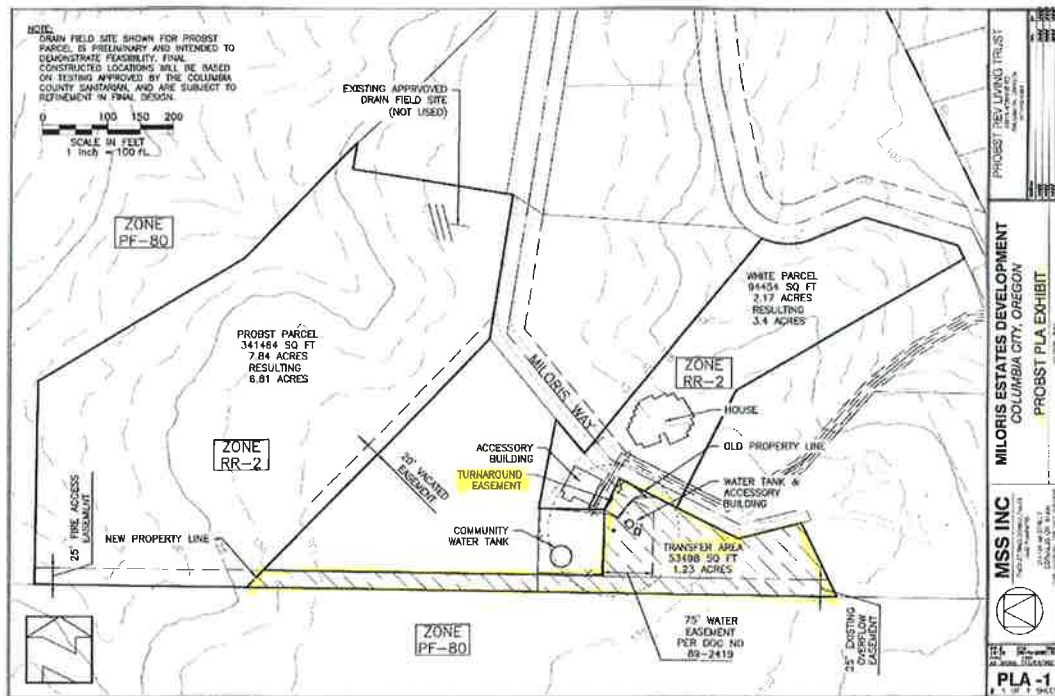 NOTE:
DRAIN FIELD SITE SHOWN FOR PROBST
PARCEL IS PRELIMINARY AND INTENDED TO
DEMONSTRATE FEASIBILITY. FINAL
CONSTRUCTED LOCATIONS WILL BE BASED
ON TESTING APPROVED BY THE COLUMBIA
COUNTY SANITARIAN, AND ARE SUBJECT TO
REFINEMENT IN FINAL DESIGN.
0 100 150 200
SCALE IN FEET
1 inch = 100 ft.
EXISTING APPRVOVED
DRAIN FIELD SITE
(NOT USED)
ZONE
PF-80
PROBST PARCEL
341464 SQ FT
7.84 ACRES
RESULTING
6.61 ACRES
WHITE PARCEL
94454 SQ FT
2.17 ACRES
RESULTING
3.4 ACRES
MILORIS WAY
ZONE
RR-2
HOUSE
OLD PROPERTY LINE
ACCESSORY
BUILDING
TURNAROUND
EASEMENT
WATER TANK &
ACCESSORY
BUILDING
ZONE
RR-2
20' VACATED
EASEMENT
25' FIRE ACCESS
EASEMENT
NEW PROPERTY LINE
COMMUNITY
WATER TANK
TRANSFER AREA
53498 SQ FT
1.23 ACRES
75' WATER
EASEMENT
PER DOC NO
89-2419
25' EXISTING
OVERFLOW
EASEMENT
ZONE
PF-80
PROBST REV LIVING TRUST
MILORIS ESTATES DEVELOPMENT
COLUMBIA CITY, OREGON
PROBST PLA EXHIBIT
MSS INC
PLA -1